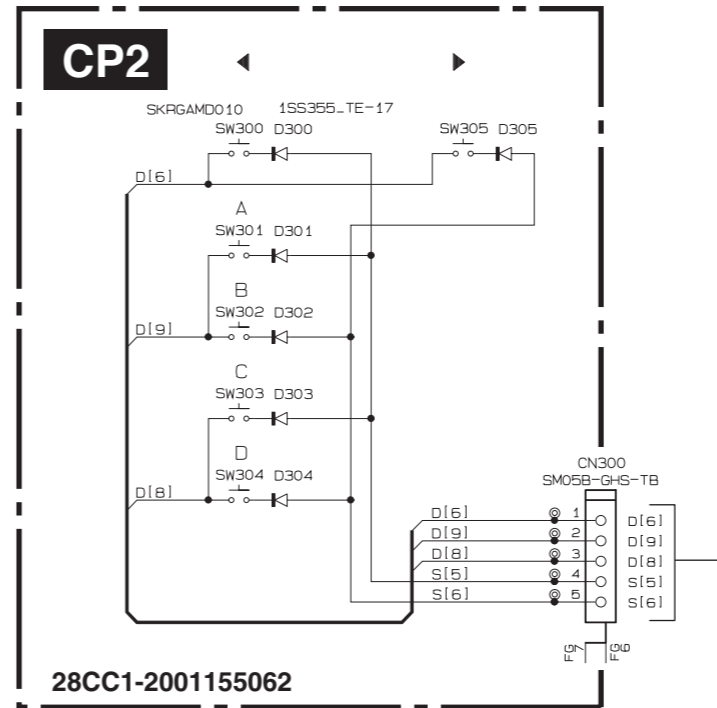 CP2
SKRGAMD010 1SS355_TE-17
SW300 D300 SW305 D305
D[6]
A
SW301 D301
B
SW302 D302
D[9]
C
SW303 D303
D
SW304 D304
D[8]
CN300
SM05B-GHS-TB
D[6] 1 D[6]
D[9] 2 D[9]
D[8] 3 D[8]
S[5] 4 S[5]
S[6] 5 S[6]
FG 7 FG 6
28CC1-2001155062